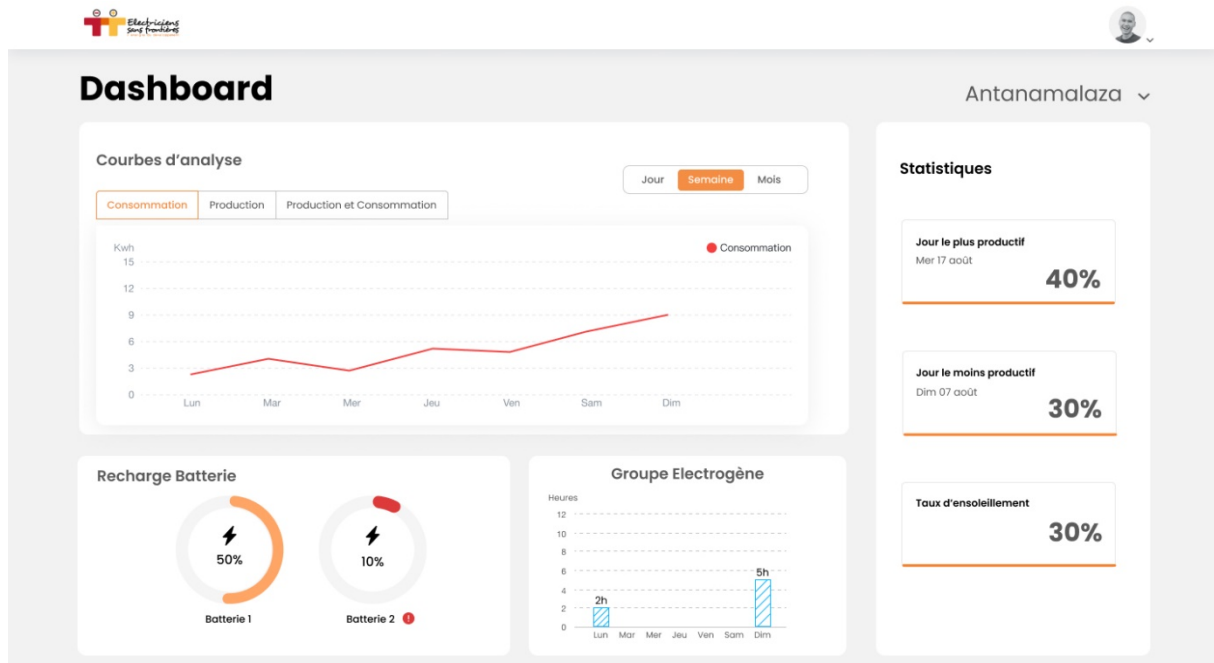 Electriciens
sans frontières
Dashboard
Antanamalaza
Courbes d'analyse
Jour Semaine Mois
Consommation Production Production et Consommation
Kwh
Consommation
15
12
9
6
3
0
Lun Mar Mer Jeu Ven Sam Dim
Statistiques
Jour le plus productif
Mer 17 août
40%
Jour le moins productif
Dim 07 août
30%
Taux d'ensoleillement
30%
Recharge Batterie
50%
Batterie 1
10%
Batterie 2 !
Groupe Electrogène
Heures
12
10
8
6
4
2
0
2h
5h
Lun Mar Mer Jeu Ven Sam Dim